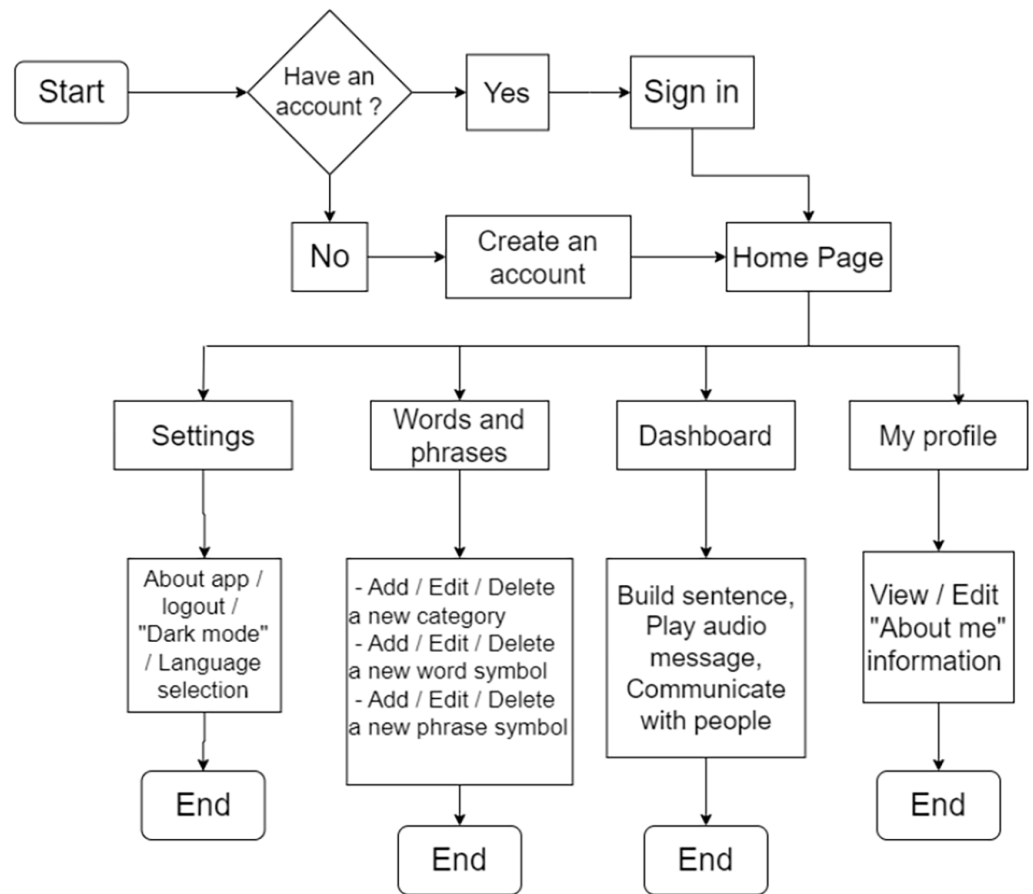 Start
Have an
account ?
Yes
Sign in
No
Create an
account
Home Page
Settings
Words and
phrases
Dashboard
My profile
About app /
logout /
"Dark mode"
/ Language
selection
- Add / Edit / Delete
a new category
- Add / Edit / Delete
a new word symbol
- Add / Edit / Delete
a new phrase symbol
Build sentence,
Play audio
message,
Communicate
with people
View / Edit
"About me"
information
End
End
End
End